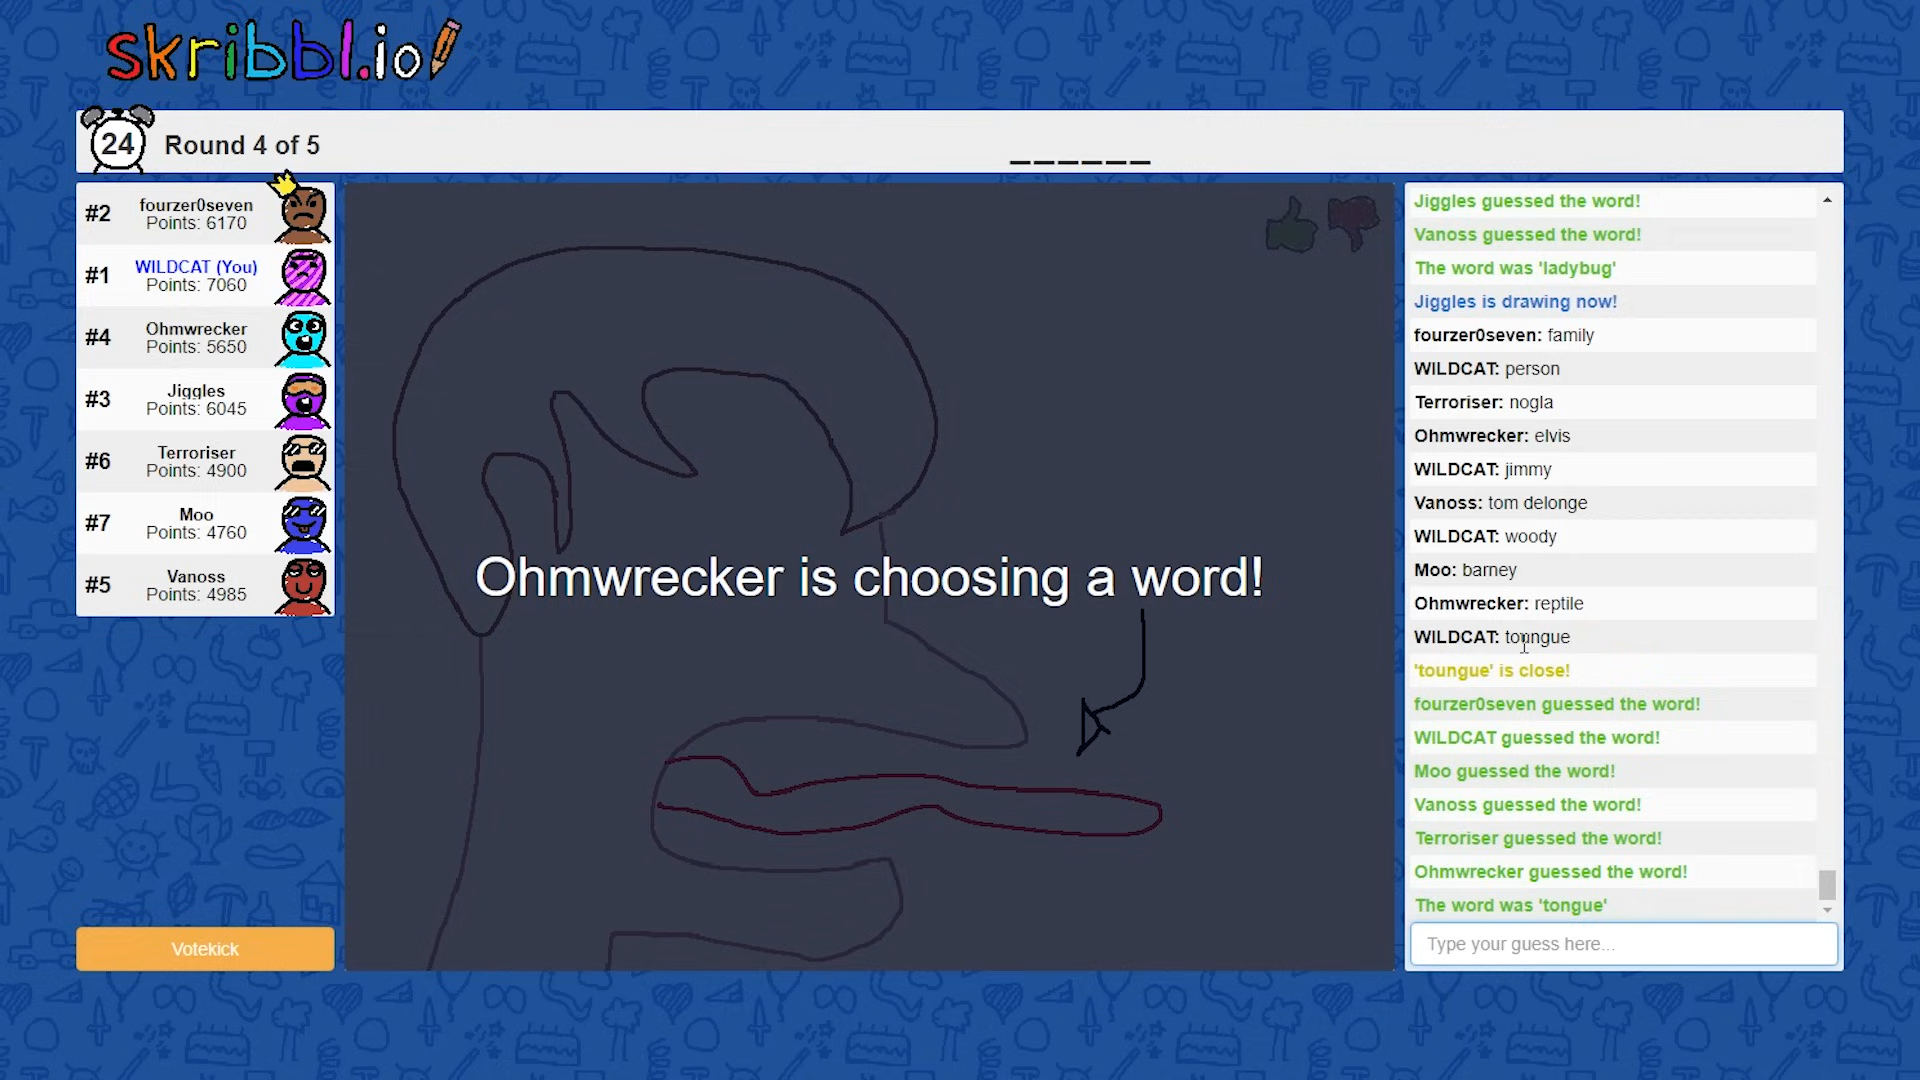 skribbl.io
24
Round 4 of 5
______
#2
fourzer0seven
Points: 6170
#1
WILDCAT (You)
Points: 7060
#4
Ohmwrecker
Points: 5650
#3
Jiggles
Points: 6045
#6
Terroriser
Points: 4900
#7
Moo
Points: 4760
#5
Vanoss
Points: 4985
Votekick
Ohmwrecker is choosing a word!
Jiggles guessed the word!
Vanoss guessed the word!
The word was 'ladybug'
Jiggles is drawing now!
fourzer0seven: family
WILDCAT: person
Terroriser: nogla
Ohmwrecker: elvis
WILDCAT: jimmy
Vanoss: tom delonge
WILDCAT: woody
Moo: barney
Ohmwrecker: reptile
WILDCAT: toungue
'toungue' is close!
fourzer0seven guessed the word!
WILDCAT guessed the word!
Moo guessed the word!
Vanoss guessed the word!
Terroriser guessed the word!
Ohmwrecker guessed the word!
The word was 'tongue'
Type your guess here...